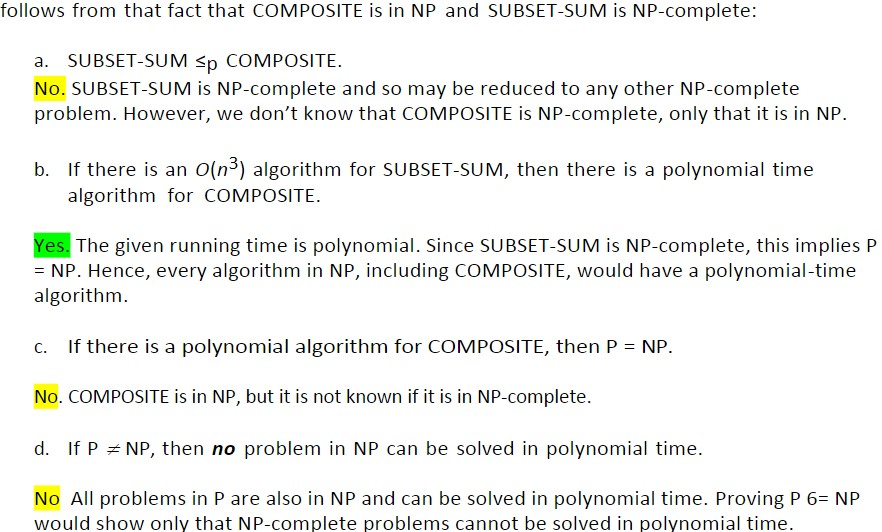 follows from that fact that COMPOSITE is in NP and SUBSET-SUM is NP-complete:
a. SUBSET-SUM ≤p COMPOSITE.
No. SUBSET-SUM is NP-complete and so may be reduced to any other NP-complete
problem. However, we don’t know that COMPOSITE is NP-complete, only that it is in NP.
b. If there is an O(n³) algorithm for SUBSET-SUM, then there is a polynomial time
algorithm for COMPOSITE.
Yes. The given running time is polynomial. Since SUBSET-SUM is NP-complete, this implies P
= NP. Hence, every algorithm in NP, including COMPOSITE, would have a polynomial-time
algorithm.
c. If there is a polynomial algorithm for COMPOSITE, then P = NP.
No. COMPOSITE is in NP, but it is not known if it is in NP-complete.
d. If P ≠ NP, then no problem in NP can be solved in polynomial time.
No All problems in P are also in NP and can be solved in polynomial time. Proving P 6= NP
would show only that NP-complete problems cannot be solved in polynomial time.